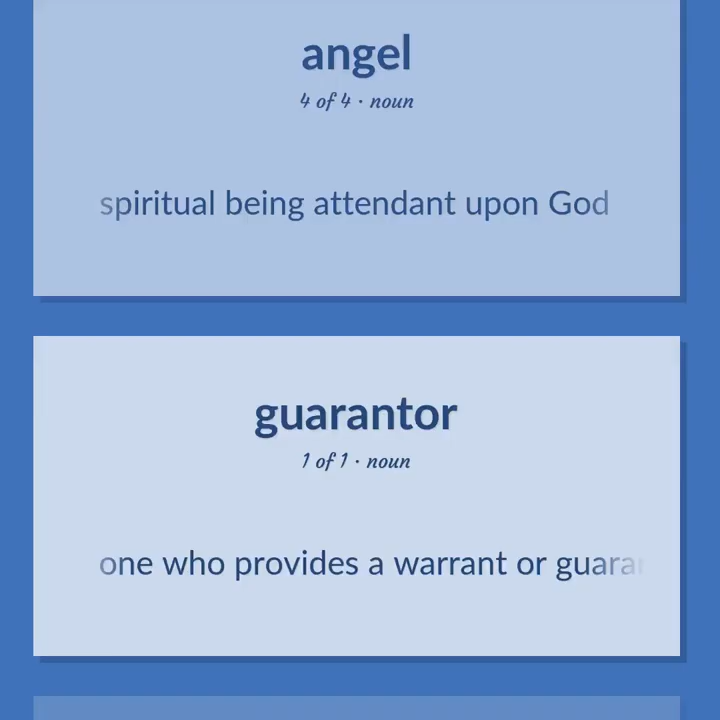 angel
4 of 4 · noun
spiritual being attendant upon God
guarantor
1 of 1 · noun
one who provides a warrant or guara